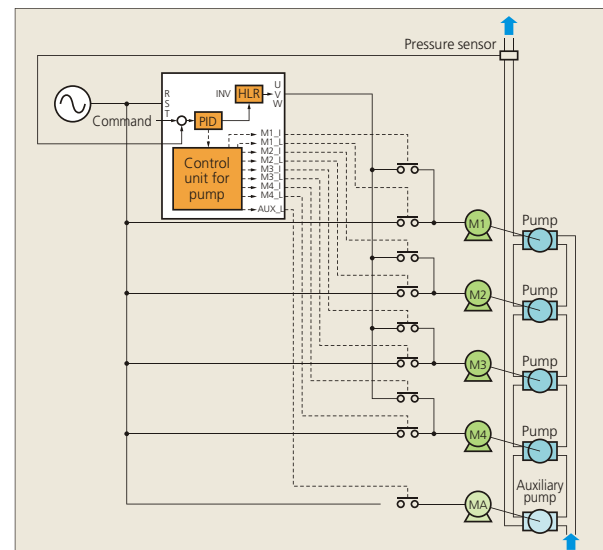 Pressure sensor
R
S
T
INV
HLR
U
V
W
Command
PID
M1_I
M1_L
M2_I
M2_L
M3_I
M3_L
M4_I
M4_L
AUX_L
Control
unit for
pump
M1
Pump
M2
Pump
M3
Pump
M4
Pump
Auxiliary
pump
MA